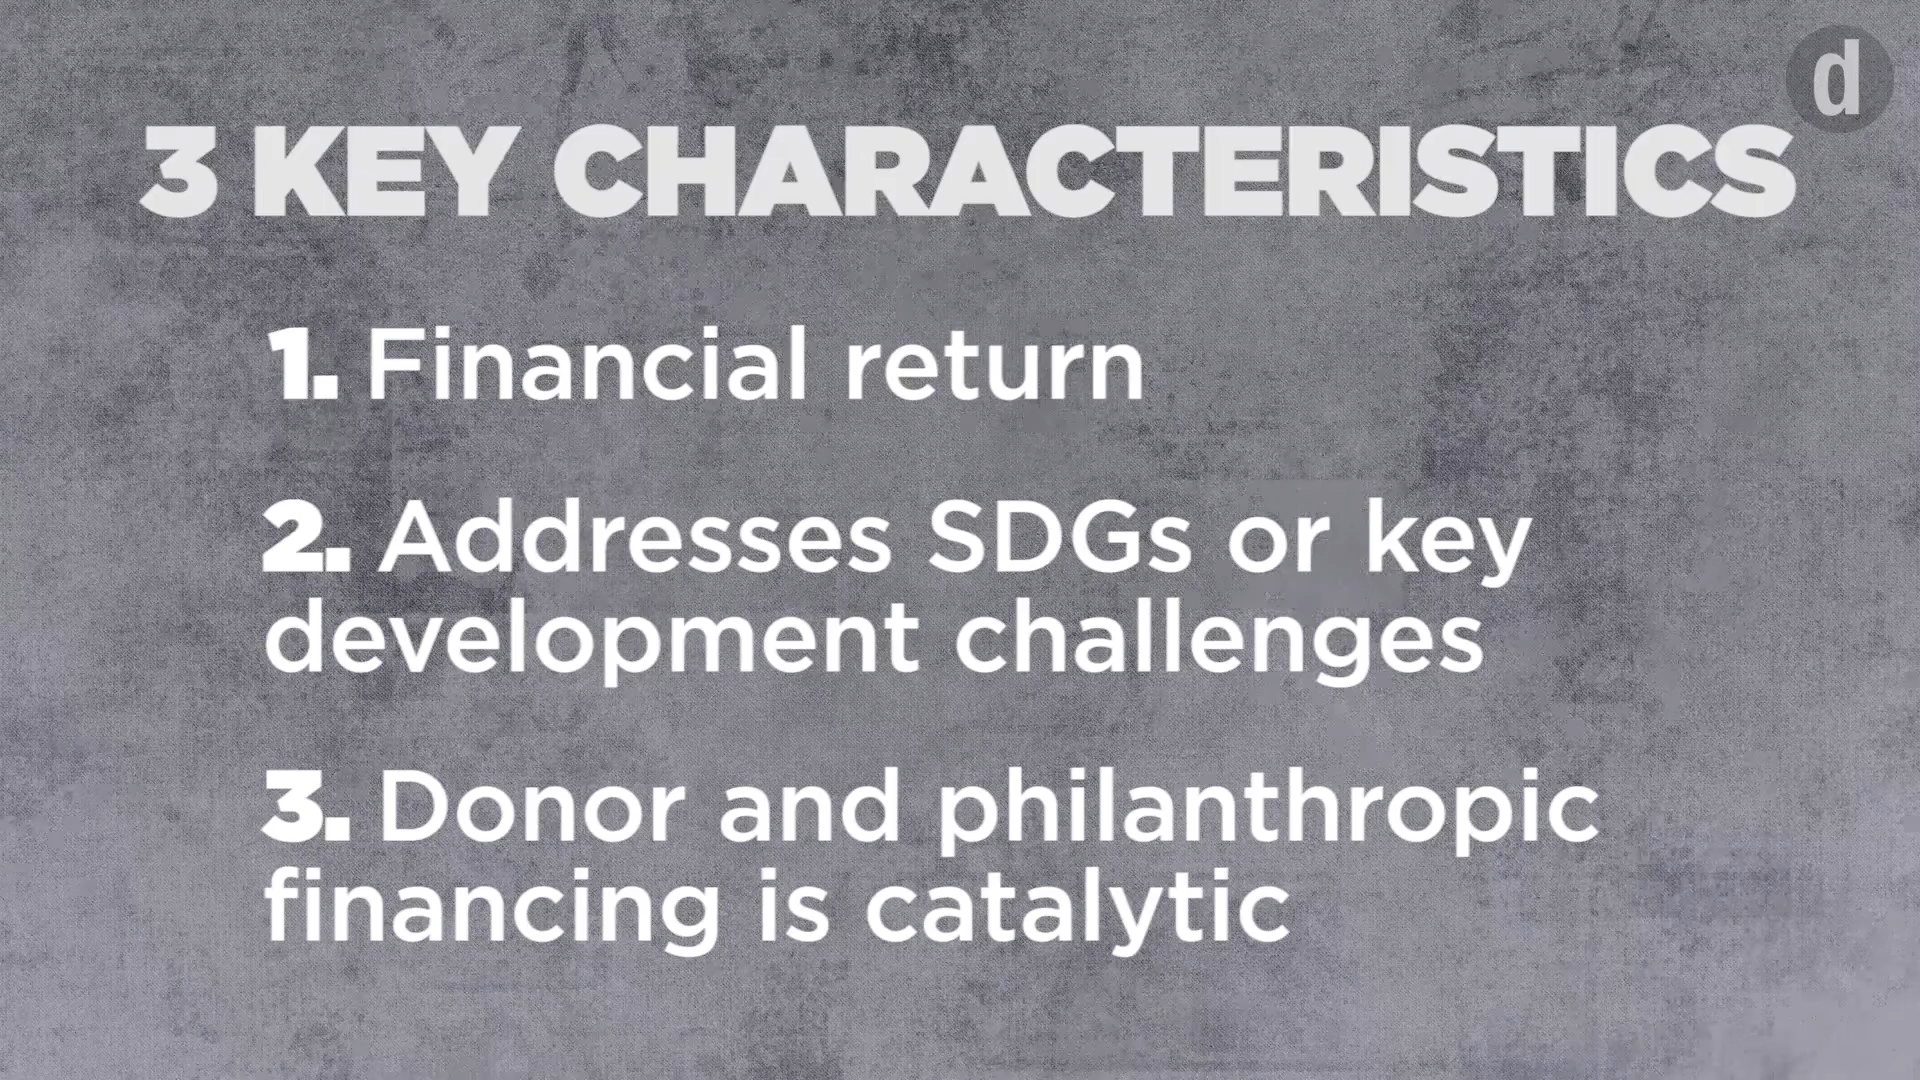 d
3 KEY CHARACTERISTICS
1. Financial return
2. Addresses SDGs or key
development challenges
3. Donor and philanthropic
financing is catalytic